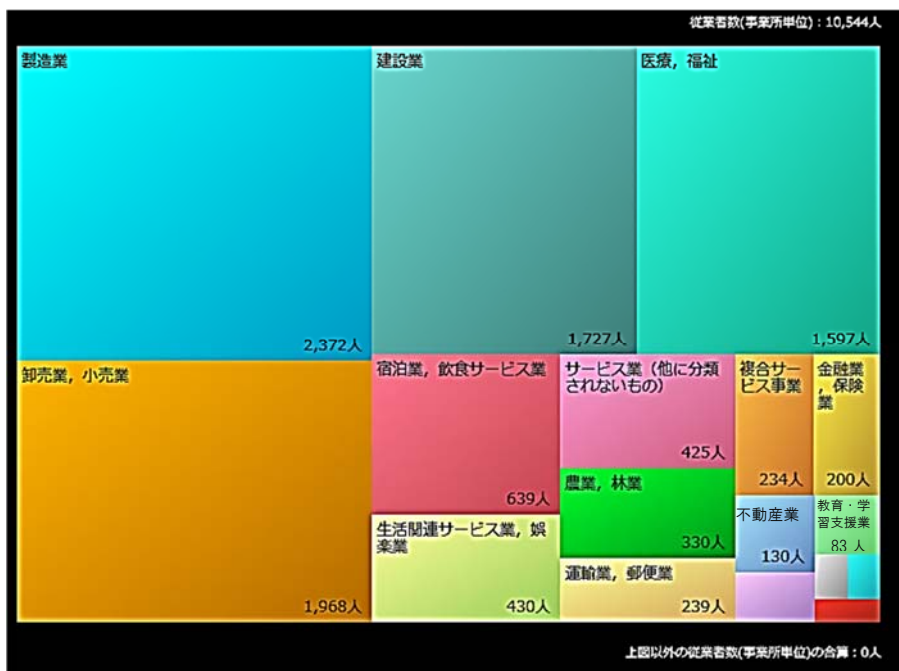 従業者数(事業所単位)：10,544人
製造業
2,372人
建設業
1,727人
医療，福祉
1,597人
卸売業，小売業
1,968人
宿泊業，飲食サービス業
639人
生活関連サービス業，娯
楽業
430人
サービス業（他に分類
されないもの）
425人
農業，林業
330人
運輸業，郵便業
239人
複合サー
ビス事業
234人
金融業
，保険
業
200人
不動産業
130人
教育・学
習支援業
83 人
上図以外の従業者数(事業所単位)の合算：0人